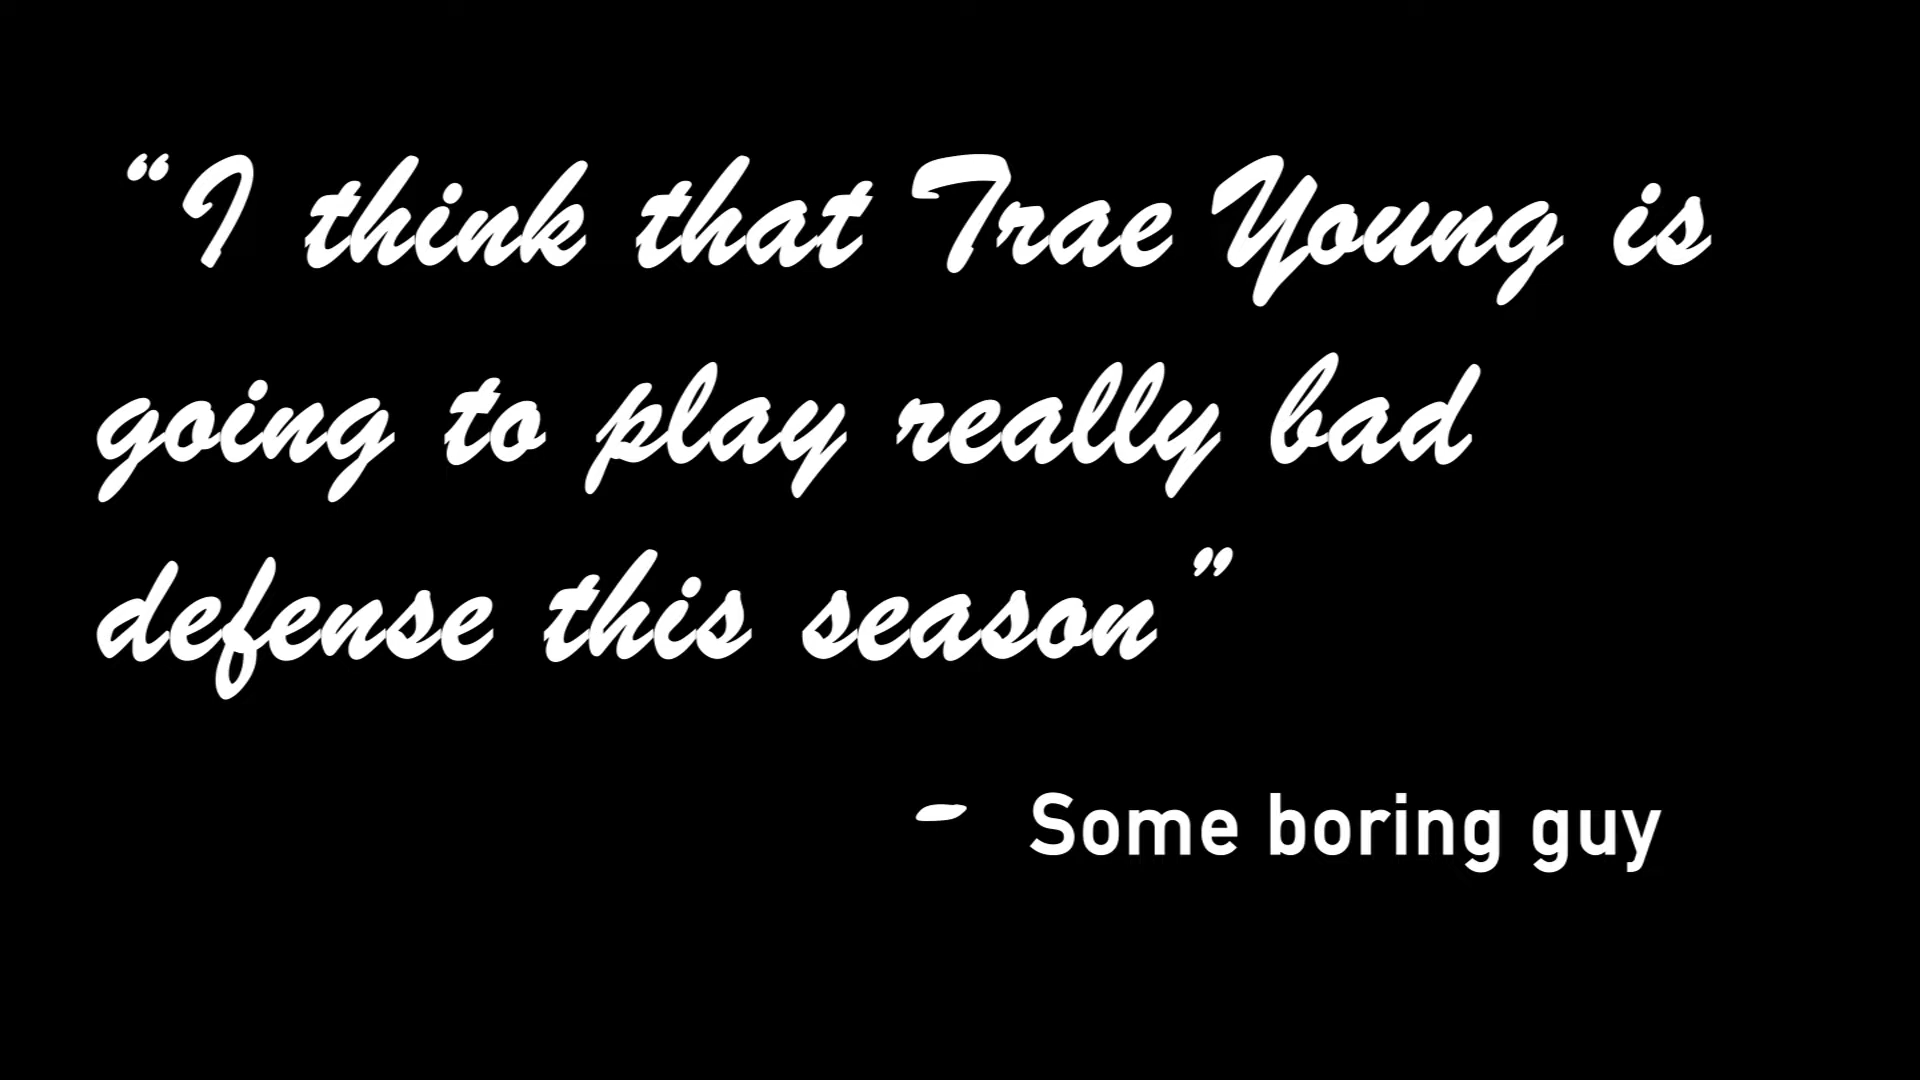 “I think that Trae Young is
going to play really bad
defense this season”
- Some boring guy